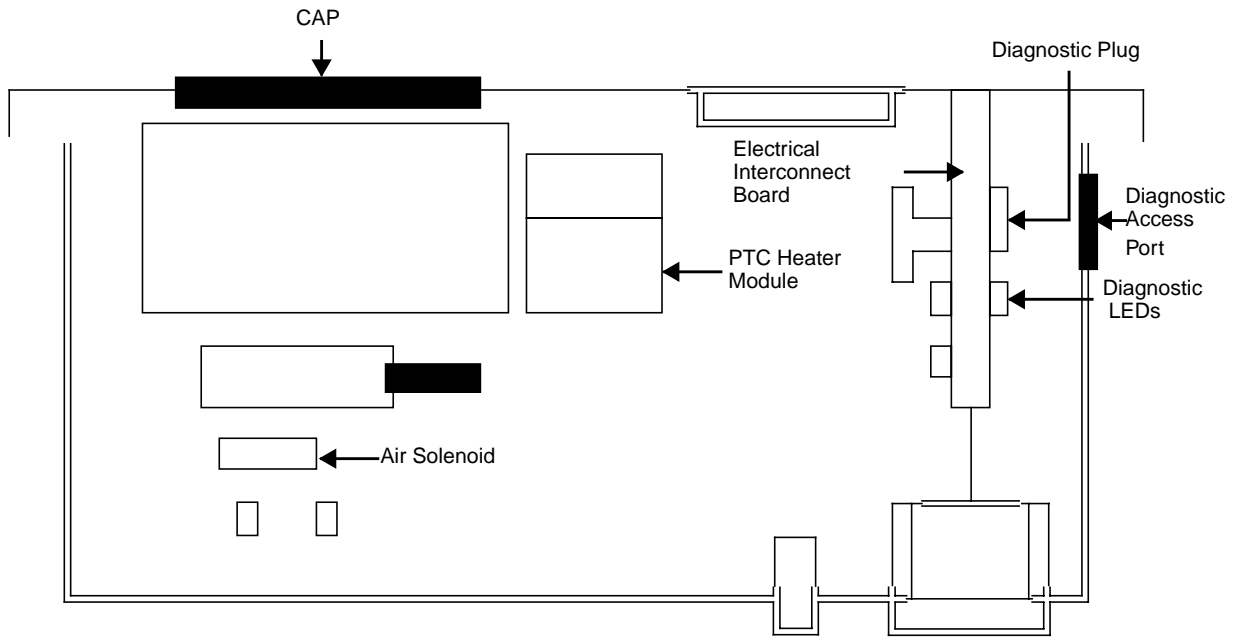 CAP
Diagnostic Plug
Electrical
Interconnect
Board
Diagnostic
Access
Port
PTC Heater
Module
Diagnostic
LEDs
Air Solenoid